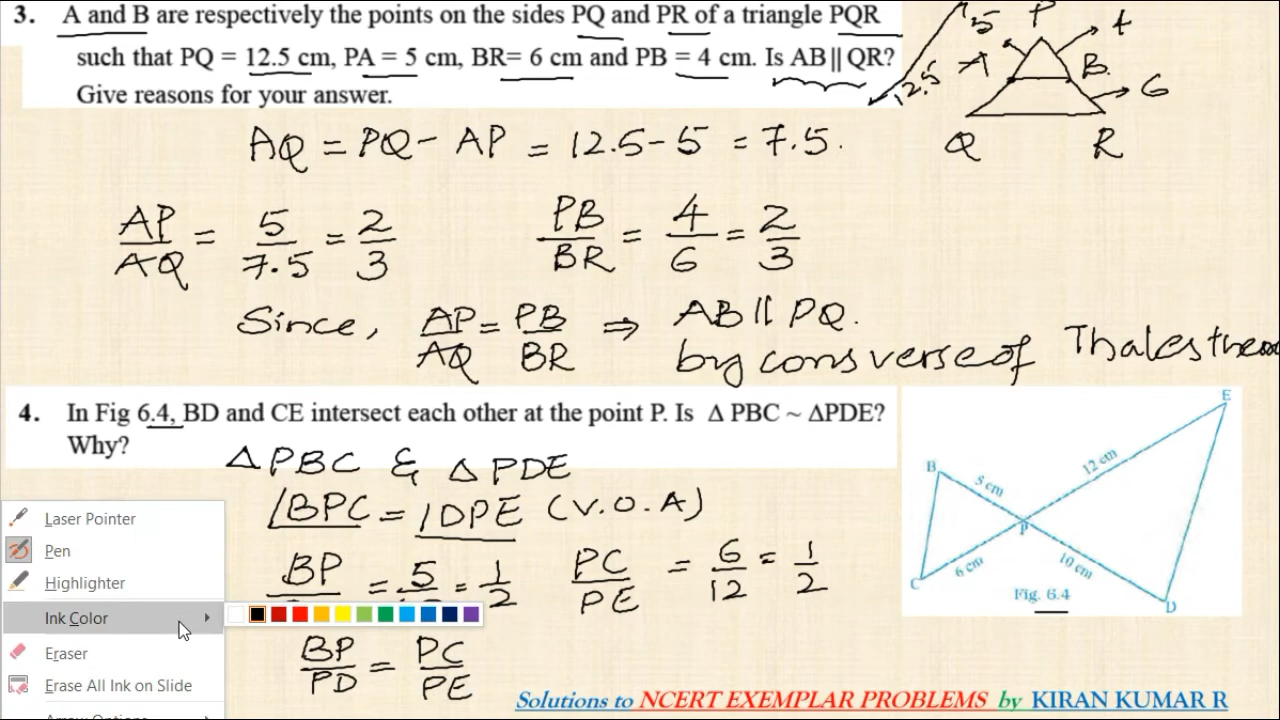 3. A and B are respectively the points on the sides PQ and PR of a triangle PQR
such that PQ = 12.5 cm, PA = 5 cm, BR= 6 cm and PB = 4 cm. Is AB || QR?
Give reasons for your answer.
5 P 4
A B
12.5 6
Q R
AQ = PQ - AP = 12.5 - 5 = 7.5.
AP/AQ = 5/7.5 = 2/3 PB/BR = 4/6 = 2/3
Since, AP/AQ = PB/BR ⇒ AB || PQ.
by consverse of Thales
4. In Fig 6.4, BD and CE intersect each other at the point P. Is Δ PBC ~ ΔPDE?
Why?
Δ PBC & Δ PDE
∠BPC = ∠DPE (V.O.A)
BP = 5 = 1/2 PC/PE = 6/12 = 1/2
BP/PD = PC/PE
E
12 cm
B
5 cm
P
C
6 cm
10 cm
D
Fig. 6.4
Laser Pointer
Pen
Highlighter
Ink Color
Eraser
Erase All Ink on Slide
Arrow Options
Solutions to NCERT EXEMPLAR PROBLEMS by KIRAN KUMAR R